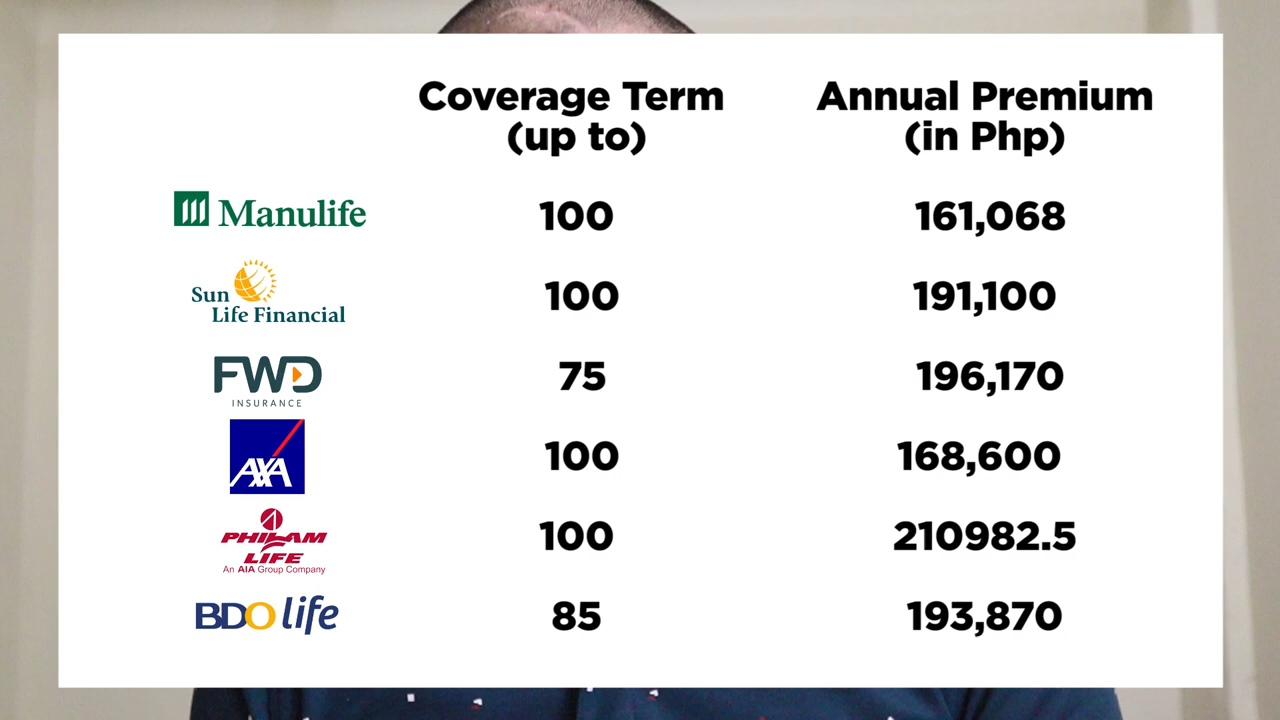 Coverage Term
(up to)
Annual Premium
(in Php)
Manulife
100
161,068
Sun
Life Financial
100
191,100
FWD
INSURANCE
75
196,170
AXA
100
168,600
PHILAM
LIFE
An AIA Group Company
100
210982.5
BDO life
85
193,870